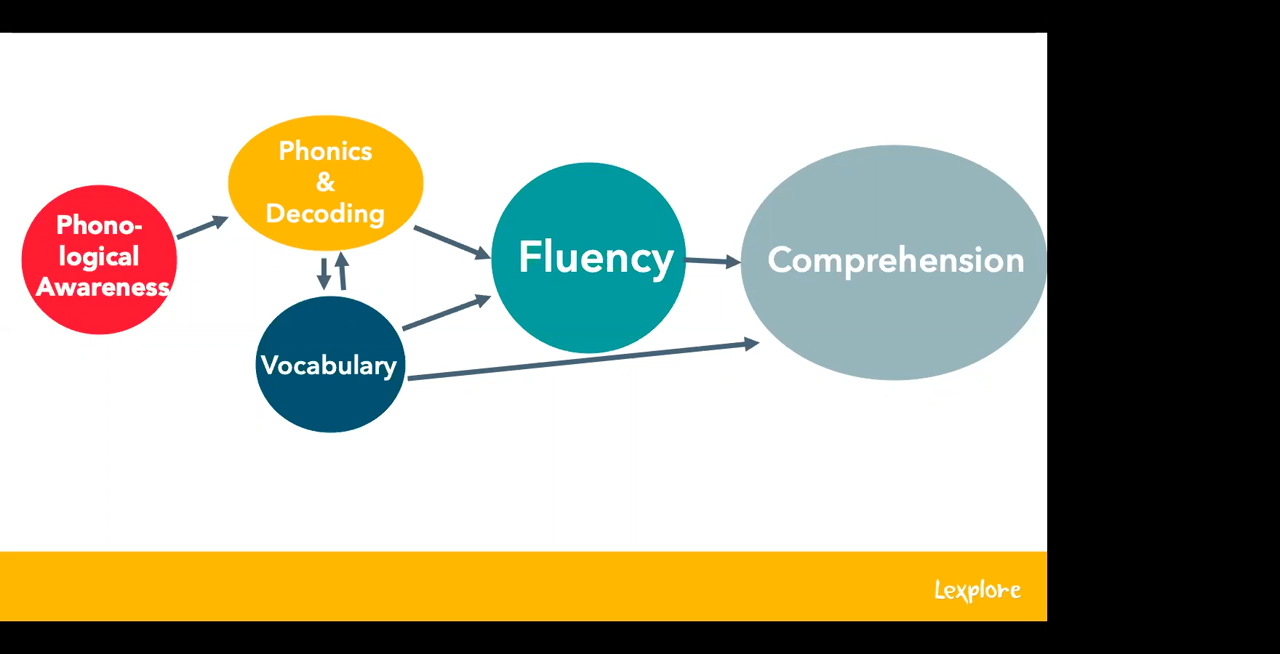 Phono-
logical
Awareness
Phonics
&
Decoding
Vocabulary
Fluency
Comprehension
Lexplore